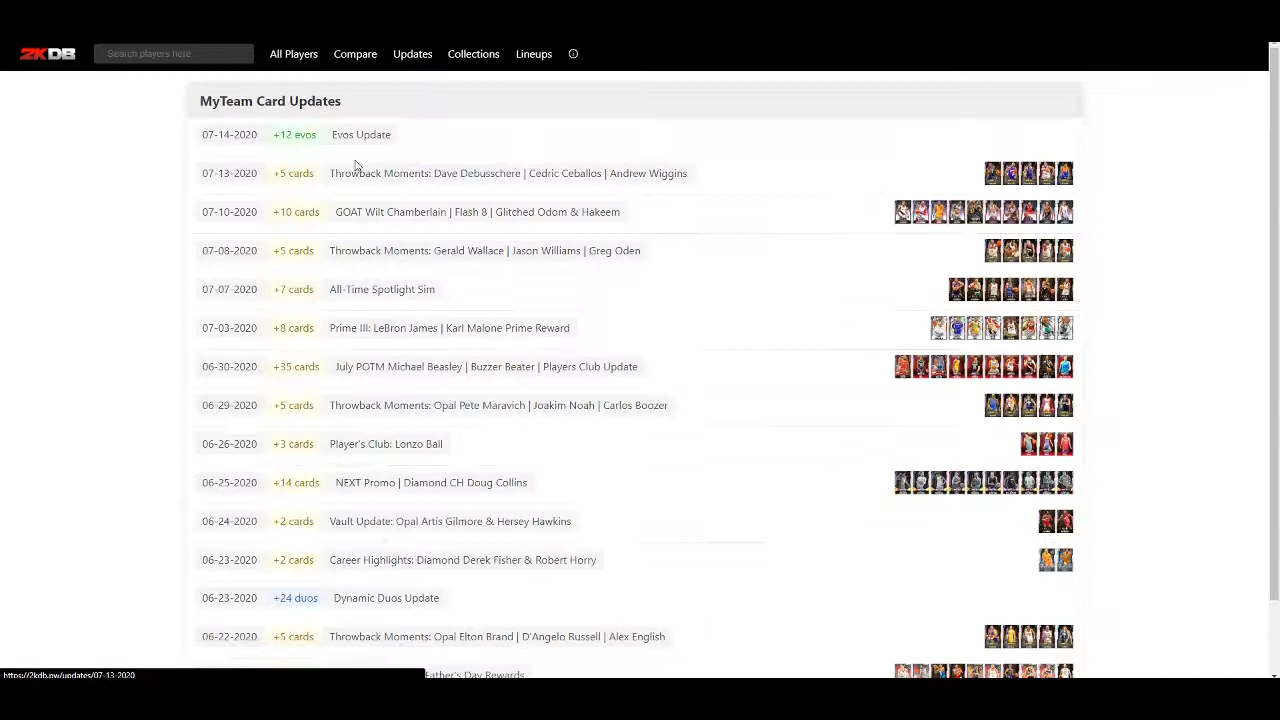 2KDB Search players here All Players Compare Updates Collections Lineups
MyTeam Card Updates
07-14-2020 +12 evos Evos Update
07-13-2020 +5 cards Throwback Moments: Dave Debusschere | Cedric Ceballos | Andrew Wiggins
07-10-2020 +10 cards GOAT Wilt Chamberlain | Flash 8 | Glitched Odom & Hakeem
07-08-2020 +5 cards Throwback Moments: Gerald Wallace | Jason Williams | Greg Oden
07-07-2020 +7 cards All-Time Spotlight Sim
07-03-2020 +8 cards Prime III: LeBron James | Karl Malone Prime Reward
06-30-2020 +35 cards July POTM Michael Beasley | Buzzer Beater | Players Club Update
06-29-2020 +5 cards Throwback Moments: Opal Pete Maravich | Joakim Noah | Carlos Boozer
06-26-2020 +3 cards Player's Club: Lonzo Ball
06-25-2020 +14 cards NEXT Promo | Diamond CH Doug Collins
06-24-2020 +2 cards Vault Update: Opal Artis Gilmore & Hersey Hawkins
06-23-2020 +2 cards Career Highlights: Diamond Derek Fisher & Robert Horry
06-23-2020 +24 duos Dynamic Duos Update
06-22-2020 +5 cards Throwback Moments: Opal Elton Brand | D'Angelo Russell | Alex English
Father's Day Rewards
https://2kdb.pw/updates/07-13-2020